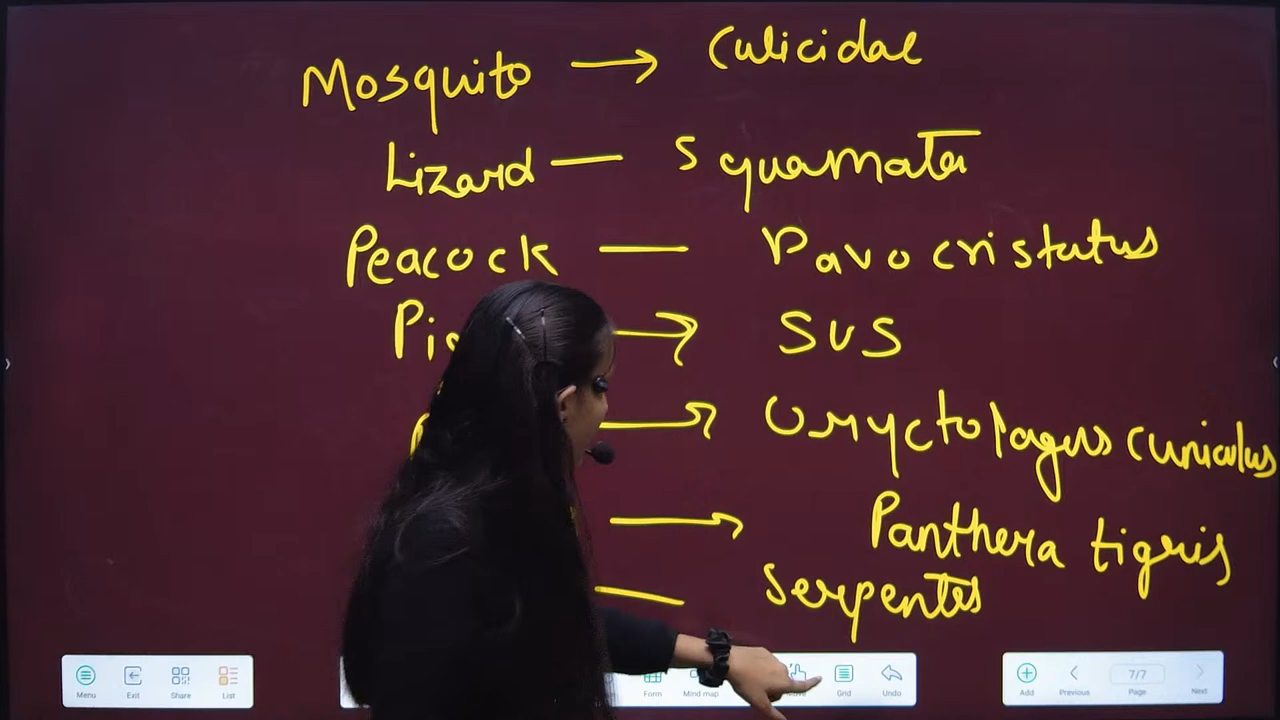 Mosquito → Culicidae
Lizard — Squamata
Peacock — Pavo cristatus
→ SUS
→ Oryctolagus cuniculus
→ Panthera tigris
— Serpentes
Menu Exit Share List Form Mind map Grid Undo Add Previous 7/7 Page Next